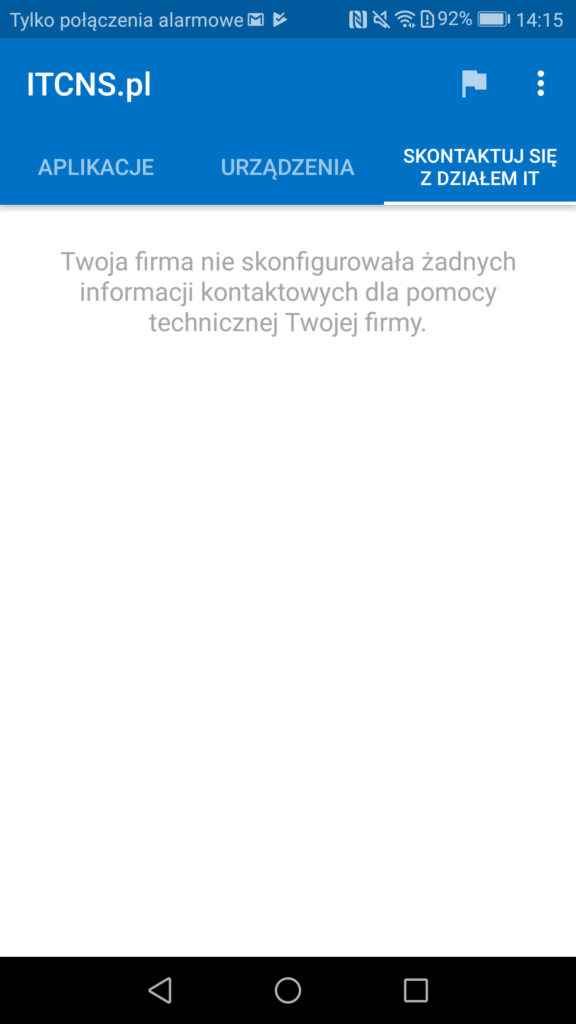 Tylko połączenia alarmowe 92% 14:15
ITCNS.pl
APLIKACJE
URZĄDZENIA
SKONTAKTUJ SIĘ
Z DZIAŁEM IT
Twoja firma nie skonfigurowała żadnych
informacji kontaktowych dla pomocy
technicznej Twojej firmy.